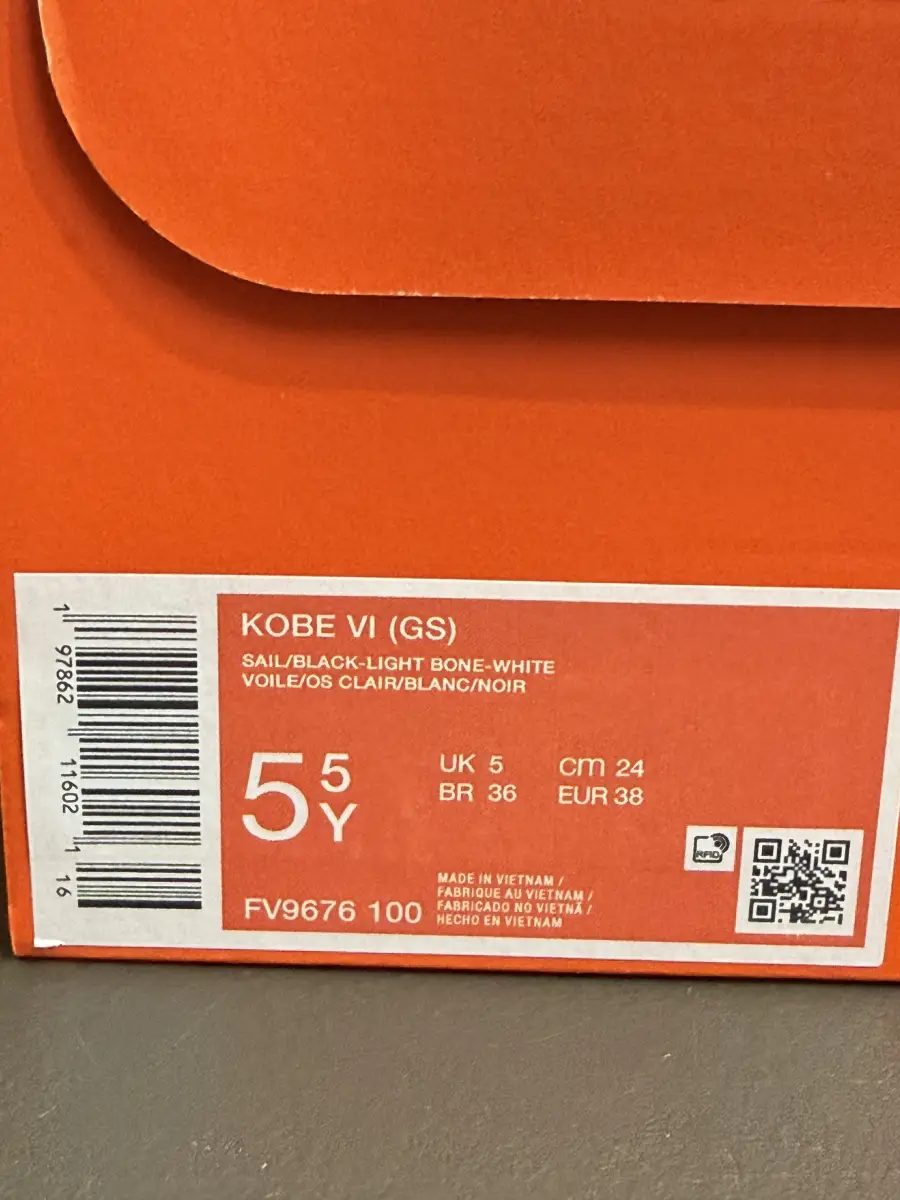 KOBE VI (GS)
SAIL/BLACK-LIGHT BONE-WHITE
VOILE/OS CLAIR/BLANC/NOIR
5 5 Y
UK 5 cm 24
BR 36 EUR 38
RFID
MADE IN VIETNAM /
FABRIQUE AU VIETNAM /
FABRICADO NO VIETNÃ /
HECHO EN VIETNAM
FV9676 100
1 97862 11602 1 16